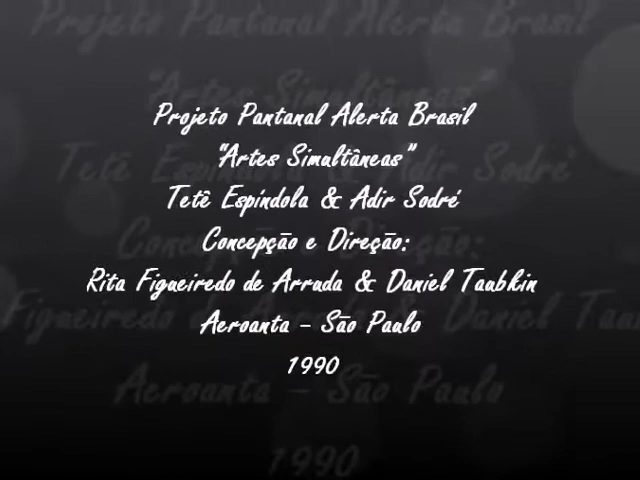 Projeto Pantanal Alerta Brasil
"Artes Simultâneas"
Tetê Espíndola & Adir Sodré
Concepção e Direção:
Rita Figueiredo de Arruda & Daniel Taubkin
Aeroanta - São Paulo
1990